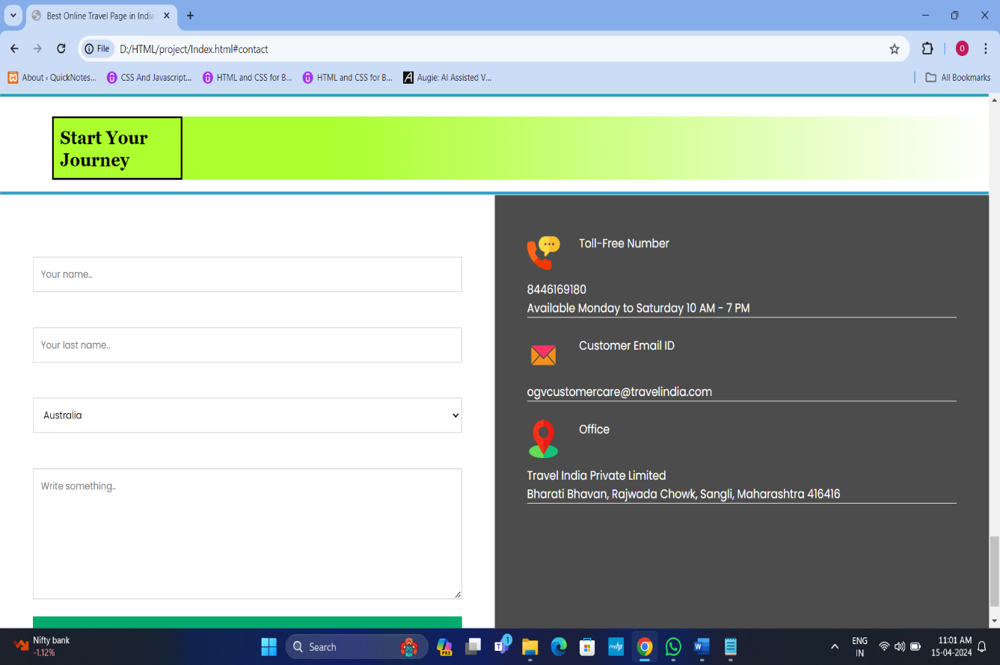 Best Online Travel Page in India
File D:/HTML/project/Index.html#contact
O
About ‹ QuickNotes...
CSS And Javascript...
HTML and CSS for B...
HTML and CSS for B...
Augie: AI Assisted V...
All Bookmarks
Start Your
Journey
Your name..
Your last name..
Australia
Write something..
Toll-Free Number
8446169180
Available Monday to Saturday 10 AM - 7 PM
Customer Email ID
ogvcustomercare@travelindia.com
Office
Travel India Private Limited
Bharati Bhavan, Rajwada Chowk, Sangli, Maharashtra 416416
Nifty bank
-1.12%
Search
PRE
T
1
myhp
W
ENG
IN
11:01 AM
15-04-2024